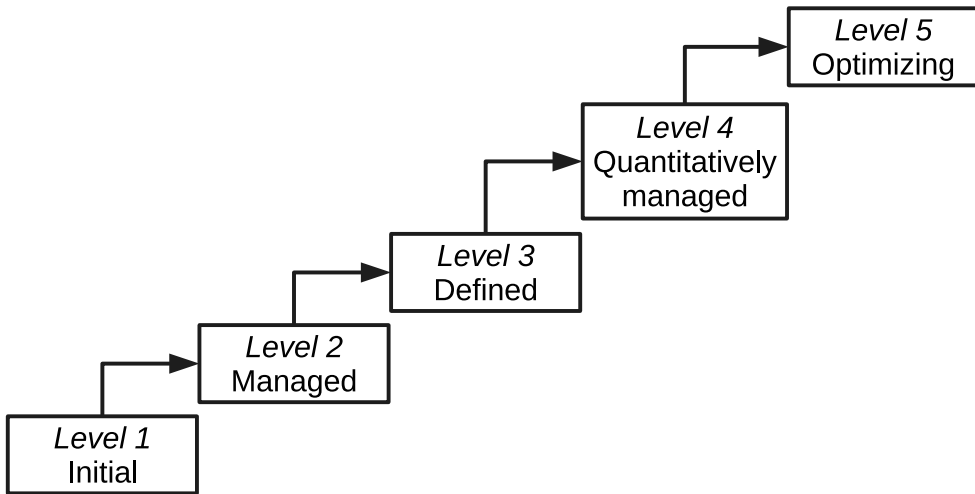 Level 5
Optimizing
Level 4
Quantitatively
managed
Level 3
Defined
Level 2
Managed
Level 1
Initial